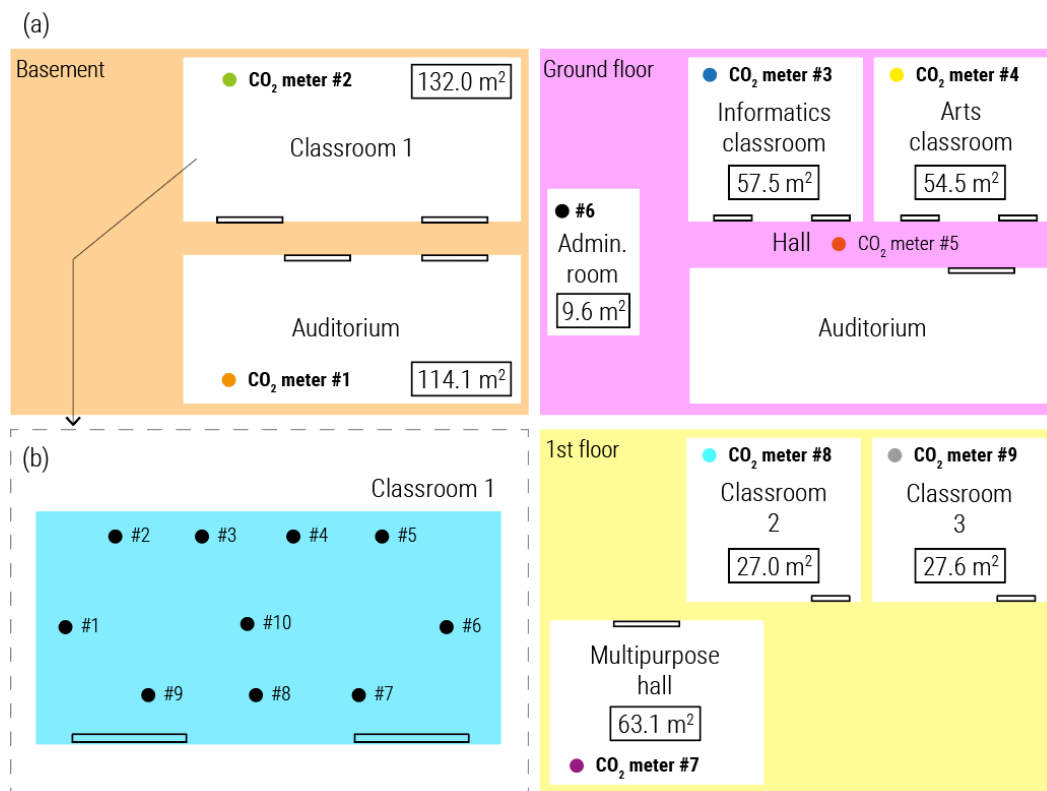 (a)
Basement
CO₂ meter #2
132.0 m²
Classroom 1
Auditorium
CO₂ meter #1
114.1 m²
Ground floor
CO₂ meter #3
Informatics
classroom
57.5 m²
CO₂ meter #4
Arts
classroom
54.5 m²
#6
Admin.
room
9.6 m²
Hall
CO₂ meter #5
Auditorium
(b)
Classroom 1
#2
#3
#4
#5
#1
#10
#6
#9
#8
#7
1st floor
CO₂ meter #8
Classroom
2
27.0 m²
CO₂ meter #9
Classroom
3
27.6 m²
Multipurpose
hall
63.1 m²
CO₂ meter #7